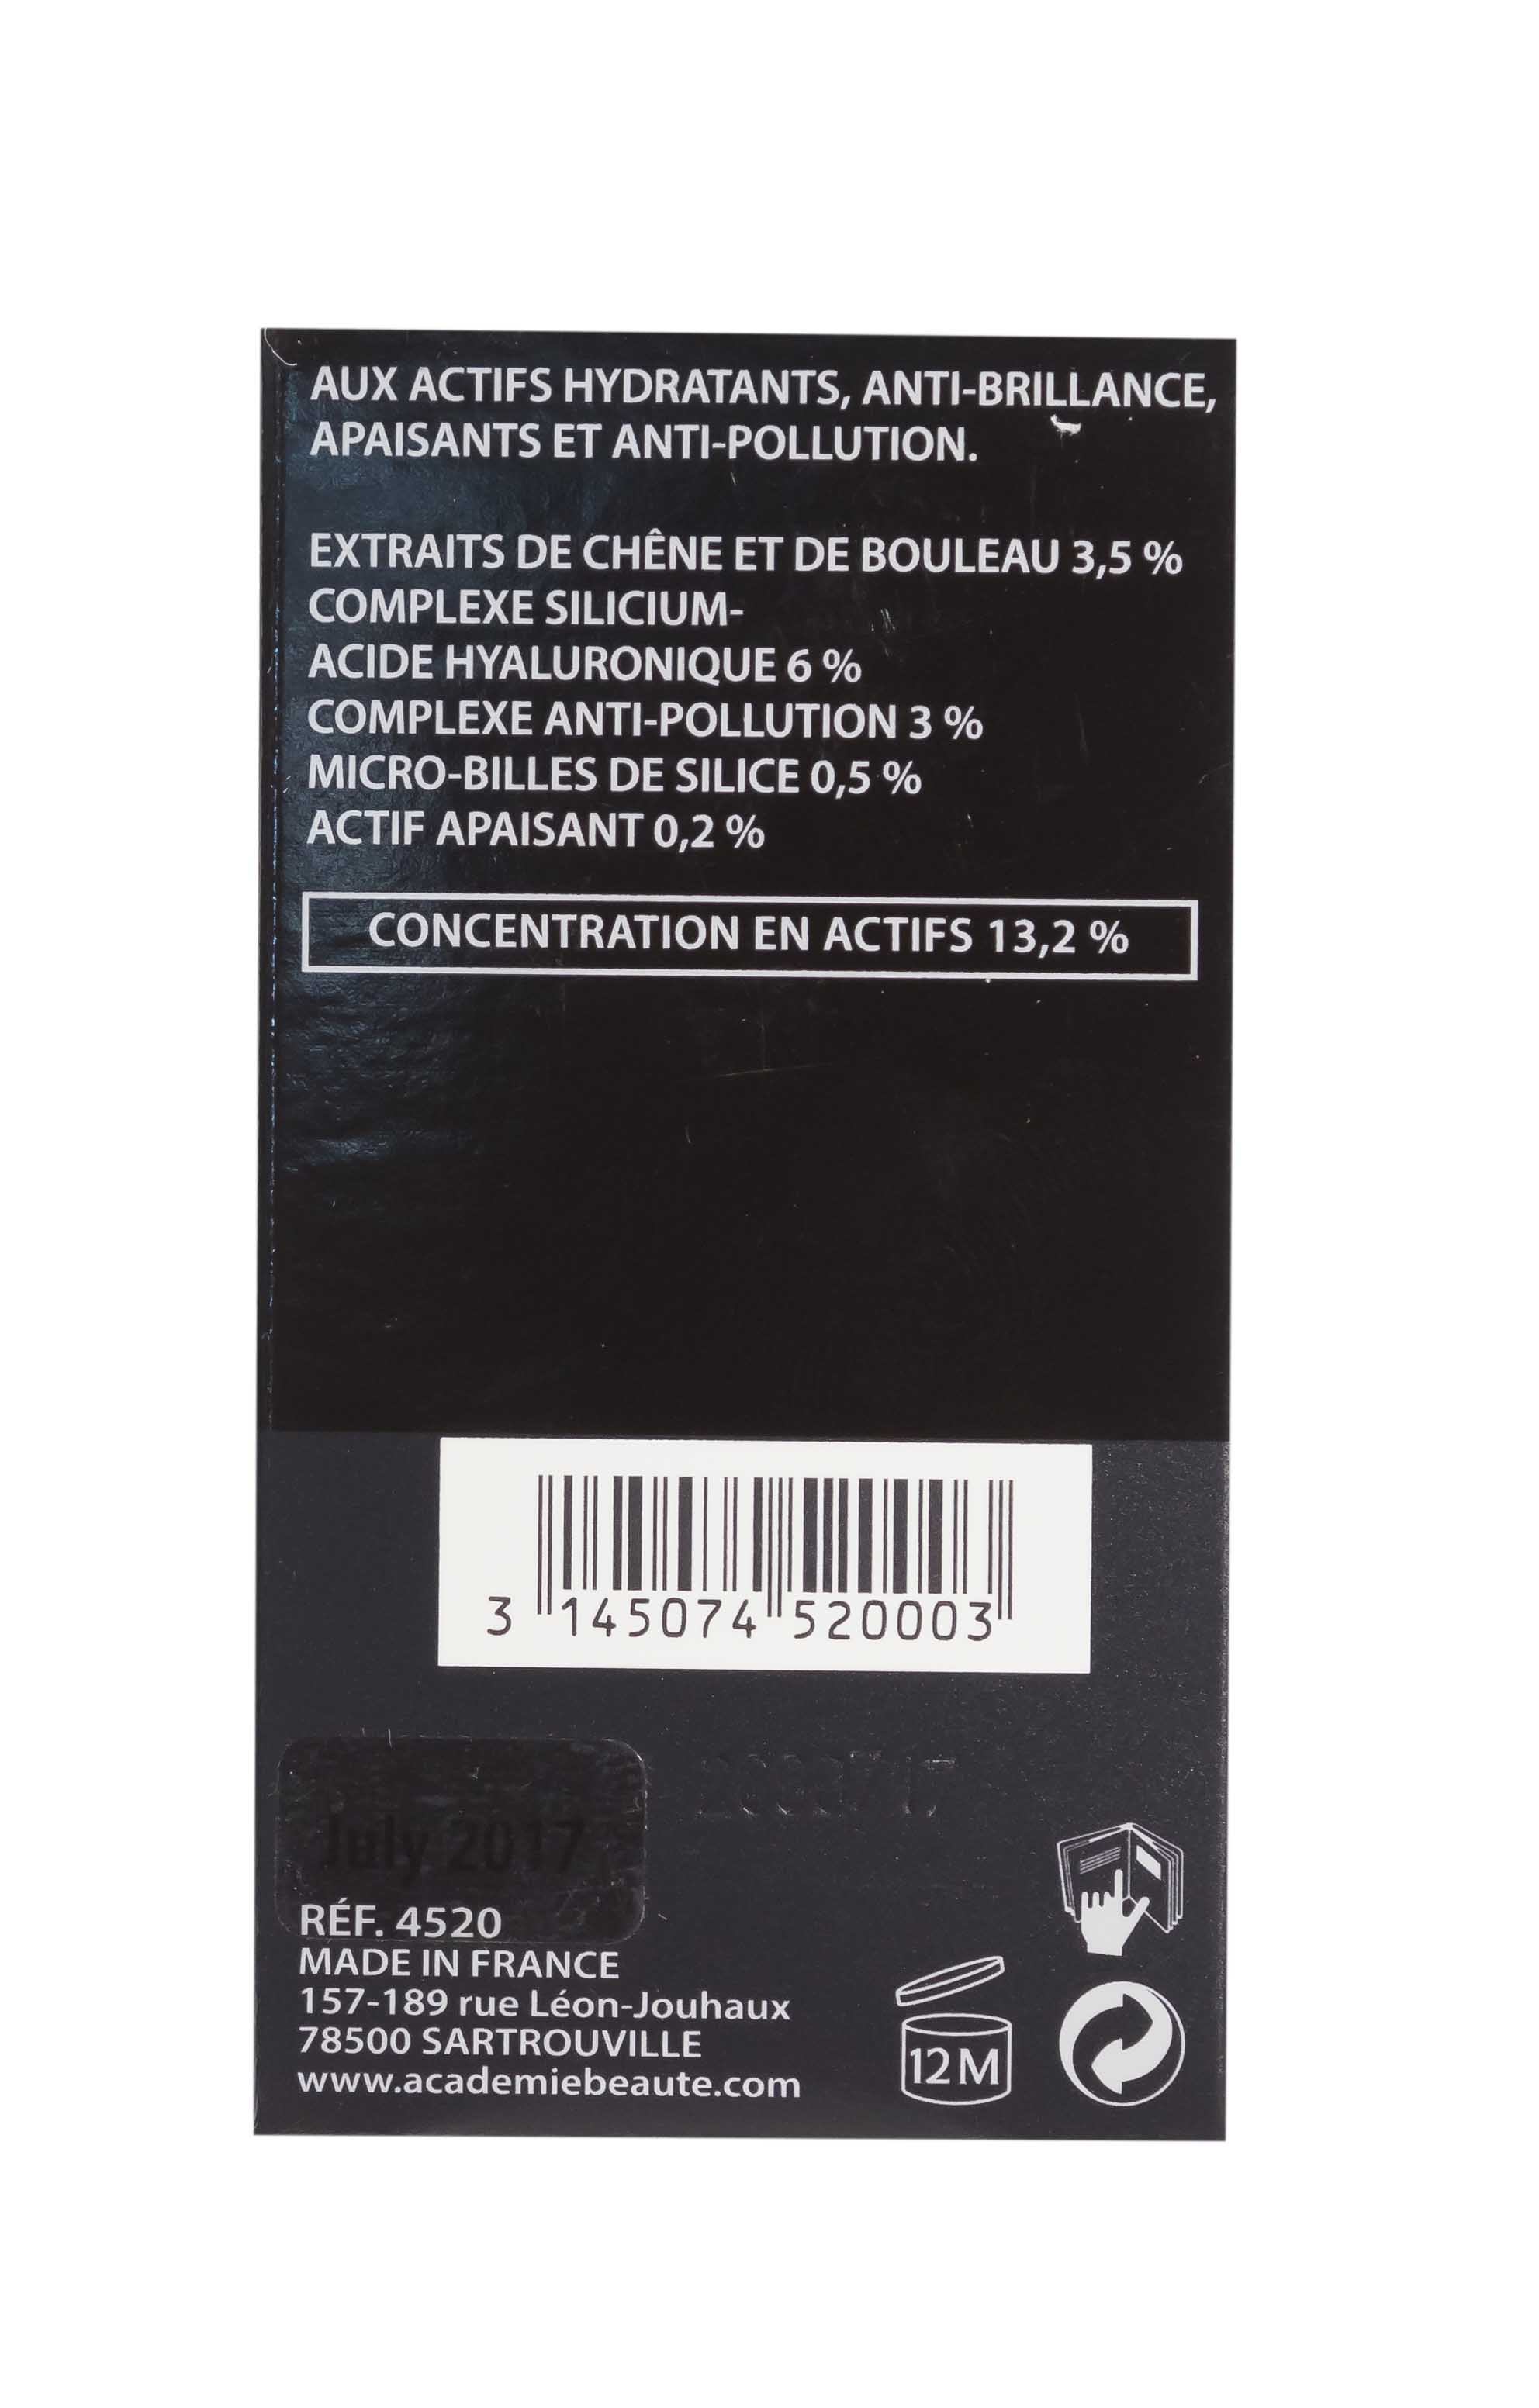 AUX ACTIFS HYDRATANTS, ANTI-BRILLANCE,
APAISANTS ET ANTI-POLLUTION.
EXTRAITS DE CHÊNE ET DE BOULEAU 3,5 %
COMPLEXE SILICIUM-
ACIDE HYALURONIQUE 6 %
COMPLEXE ANTI-POLLUTION 3 %
MICRO-BILLES DE SILICE 0,5 %
ACTIF APAISANT 0,2 %
CONCENTRATION EN ACTIFS 13,2 %
3 145074 520003
July 2017
RÉF. 4520
MADE IN FRANCE
157-189 rue Léon-Jouhaux
78500 SARTROUVILLE
www.academiebeaute.com
12 M